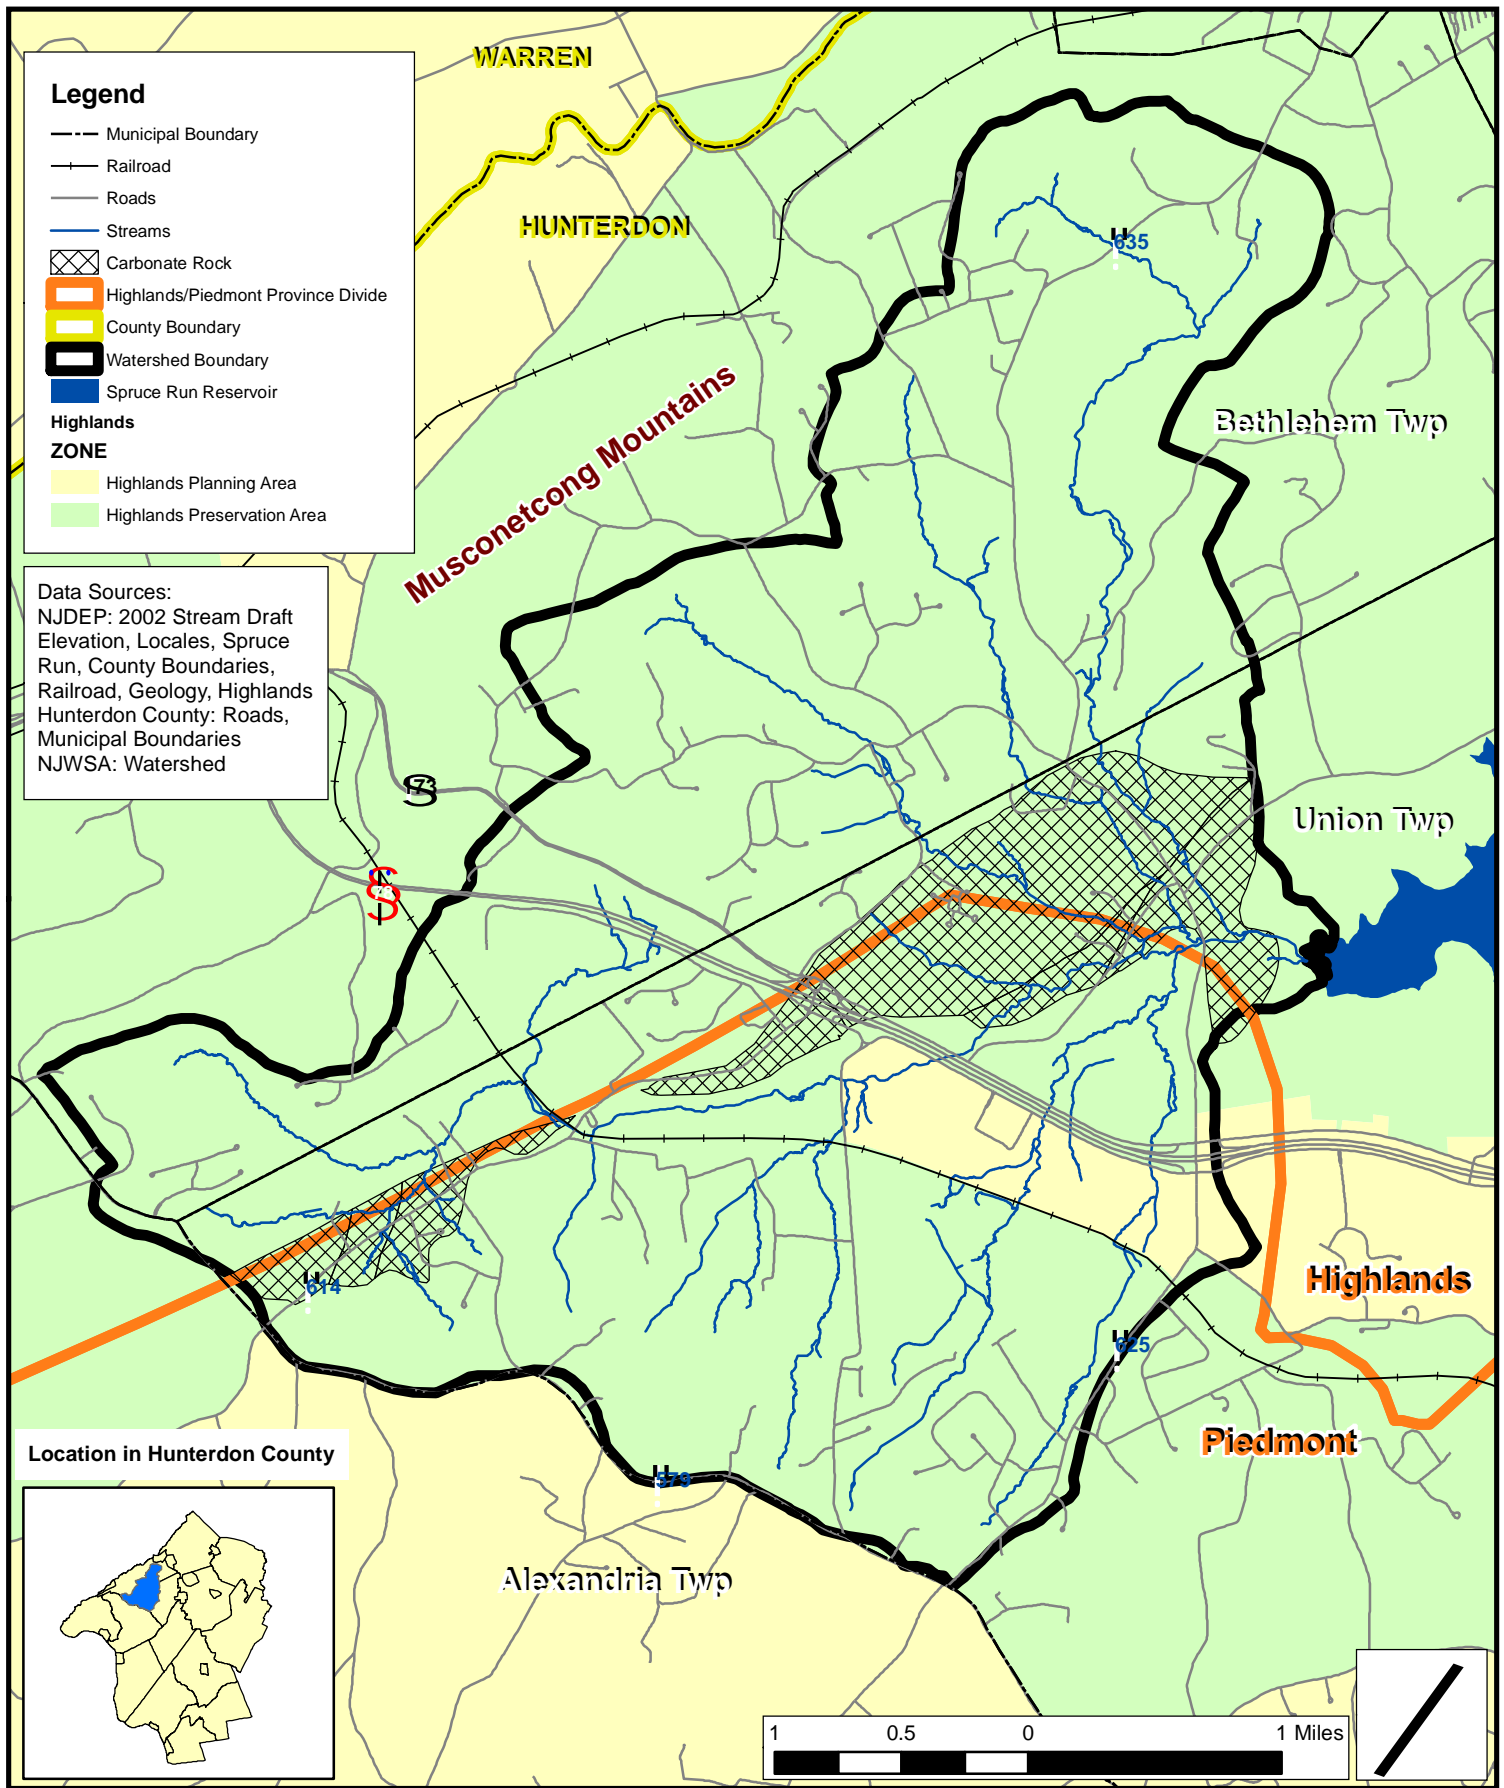 WARREN
HUNTERDON
Legend
Municipal Boundary
Railroad
Roads
Streams
Carbonate Rock
Highlands/Piedmont Province Divide
County Boundary
Watershed Boundary
Spruce Run Reservoir
Highlands
ZONE
Highlands Planning Area
Highlands Preservation Area
635
Musconetcong Mountains
Bethlehem Twp
Data Sources:
NJDEP: 2002 Stream Draft
Elevation, Locales, Spruce
Run, County Boundaries,
Railroad, Geology, Highlands
Hunterdon County: Roads,
Municipal Boundaries
NJWSA: Watershed
173
Union Twp
614
Highlands
625
Piedmont
Location in Hunterdon County
579
Alexandria Twp
1 0.5 0 1 Miles